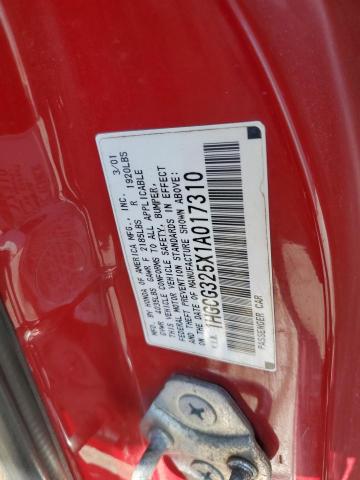 MFD. BY HONDA OF AMERICA MFG., INC. 3/01
GVWR 4035LBS GAWR F 2185LBS R 1920LBS
THIS VEHICLE CONFORMS TO ALL APPLICABLE
FEDERAL MOTOR VEHICLE SAFETY, BUMPER, AND
THEFT PREVENTION STANDARDS IN EFFECT
ON THE DATE OF MANUFACTURE SHOWN ABOVE.
V.I.N. 1HGCG325X1A017310
PASSENGER CAR